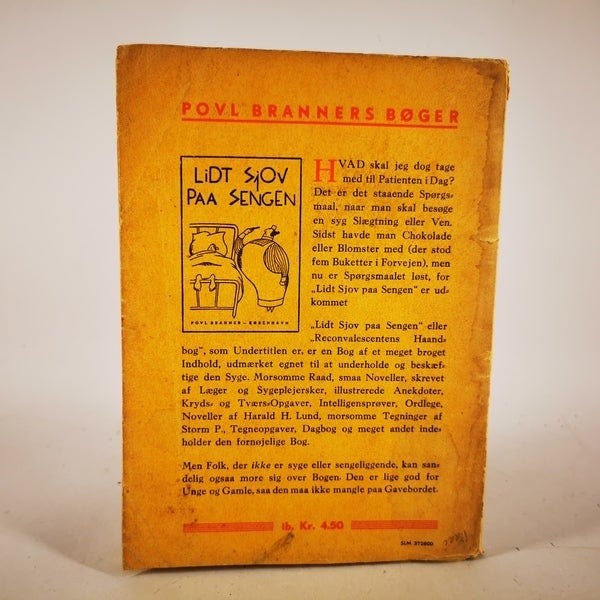 POVL BRANNERS BØGER
LiDT SJOV
PAA SENGEN
POVL BRANNER – KØBENHAVN
HVAD skal jeg dog tage
med til Patienten i Dag?
Det er det staaende Spørgs-
maal, naar man skal besøge
en syg Slægtning eller Ven.
Sidst havde man Chokolade
eller Blomster med (der stod
fem Buketter i Forvejen), men
nu er Spørgsmaalet løst, for
„Lidt Sjov paa Sengen“ er ud-
kommet
„Lidt Sjov paa Sengen“ eller
„Reconvalescentens Haand-
bog“, som Undertitlen er, er en Bog af et meget broget
Indhold, udmærket egnet til at underholde og beskæf-
tige den Syge. Morsomme Raad, smaa Noveller, skrevet
af Læger og Sygeplejersker, illustrerede Anekdoter,
Kryds- og Tværs-Opgaver, Intelligensprøver, Ordlege,
Noveller af Harald H. Lund, morsomme Tegninger af
Storm P., Tegneopgaver, Dagbog og meget andet inde-
holder den fornøjelige Bog.
Men Folk, der ikke er syge eller sengeliggende, kan san-
delig ogsaa more sig over Bogen. Den er lige god for
Unge og Gamle, saa den maa ikke mangle paa Gavebordet.
Ib. Kr. 4.50